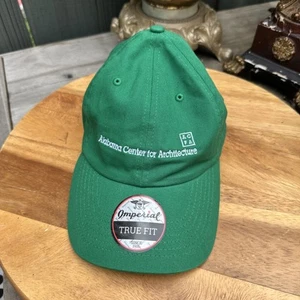 Alabama Center for Architecture
Imperial
TRUE FIT